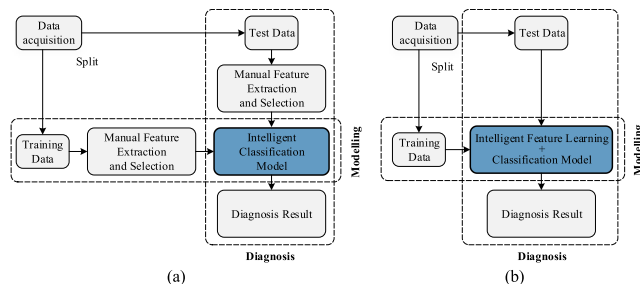 Data
acquisition
Test Data
Split
Manual Feature
Extraction
and Selection
Training
Data
Manual Feature
Extraction
and Selection
Intelligent
Classification
Model
Modelling
Diagnosis Result
Diagnosis
(a)
Data
acquisition
Test Data
Split
Training
Data
Intelligent Feature Learning
+
Classification Model
Modelling
Diagnosis Result
Diagnosis
(b)